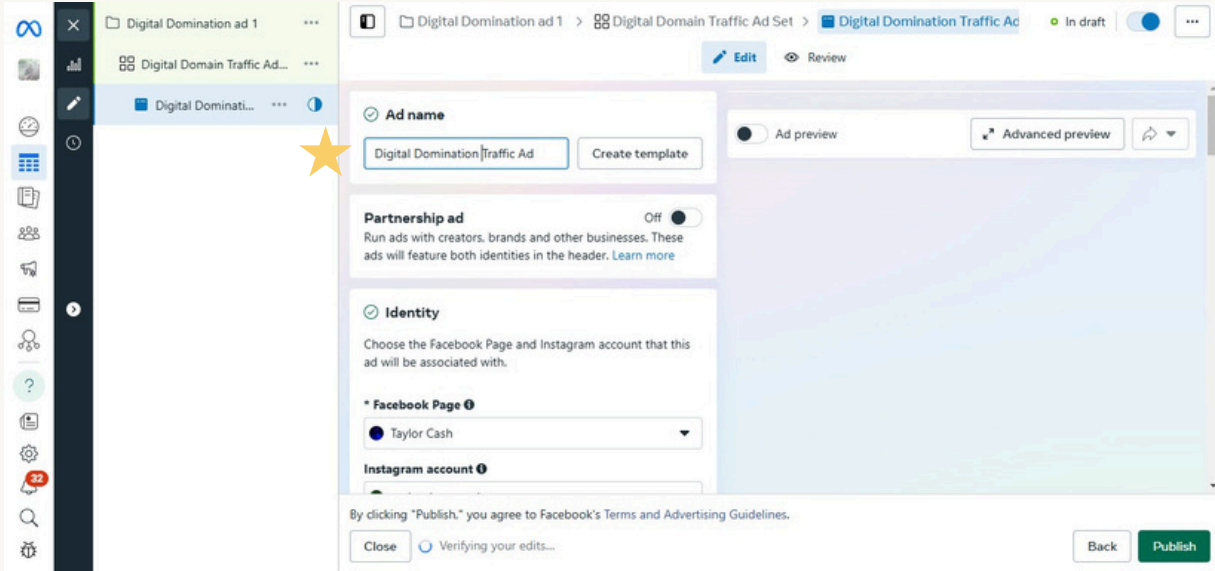 Digital Domination ad 1
Digital Domain Traffic Ad...
Digital Dominati...
Digital Domination ad 1 > Digital Domain Traffic Ad Set > Digital Domination Traffic Ad
In draft
Edit
Review
Ad name
Digital Domination Traffic Ad
Create template
Partnership ad
Off
Run ads with creators, brands and other businesses. These
ads will feature both identities in the header. Learn more
Identity
Choose the Facebook Page and Instagram account that this
ad will be associated with.
* Facebook Page
Taylor Cash
Instagram account
Ad preview
Advanced preview
32
By clicking "Publish," you agree to Facebook's Terms and Advertising Guidelines.
Close
Verifying your edits...
Back
Publish